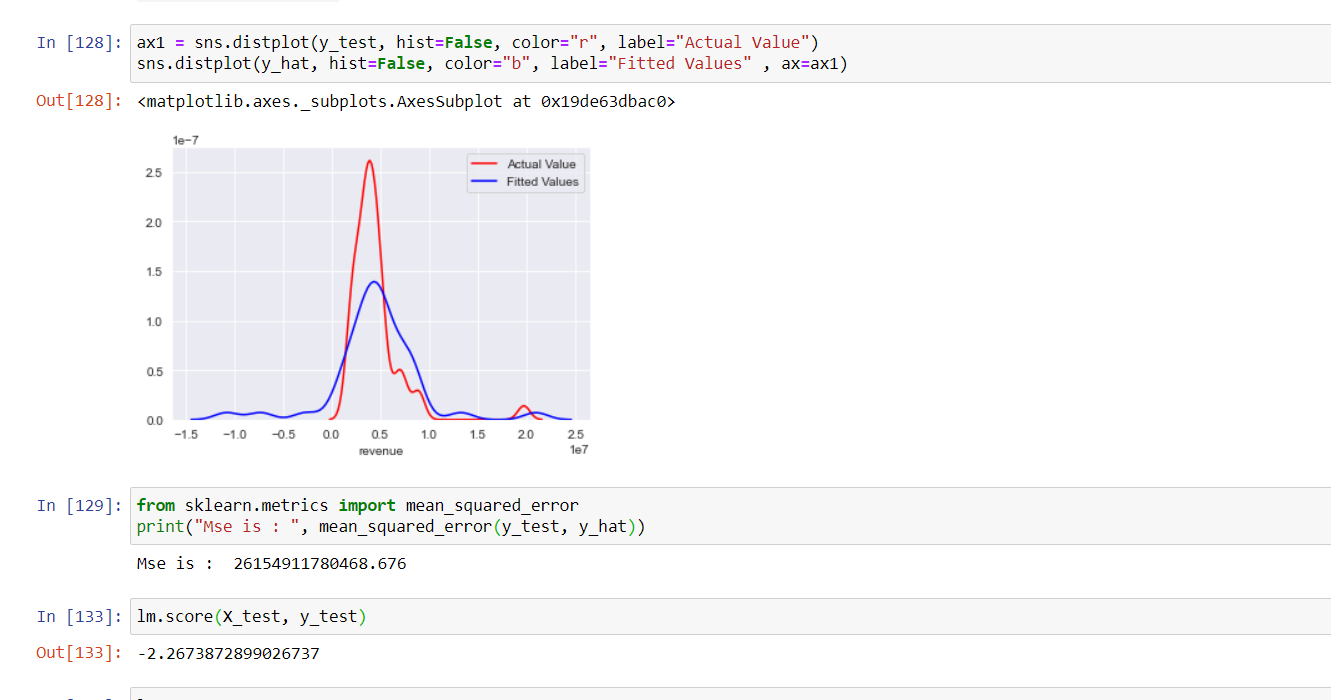 In [128]: ax1 = sns.distplot(y_test, hist=False, color="r", label="Actual Value")
sns.distplot(y_hat, hist=False, color="b", label="Fitted Values" , ax=ax1)
Out[128]: <matplotlib.axes._subplots.AxesSubplot at 0x19de63dbac0>
1e−7
Actual Value
Fitted Values
2.5
2.0
1.5
1.0
0.5
0.0
−1.5 −1.0 −0.5 0.0 0.5 1.0 1.5 2.0 2.5
revenue 1e7
In [129]: from sklearn.metrics import mean_squared_error
print("Mse is : ", mean_squared_error(y_test, y_hat))
Mse is :  26154911780468.676
In [133]: lm.score(X_test, y_test)
Out[133]: -2.2673872899026737